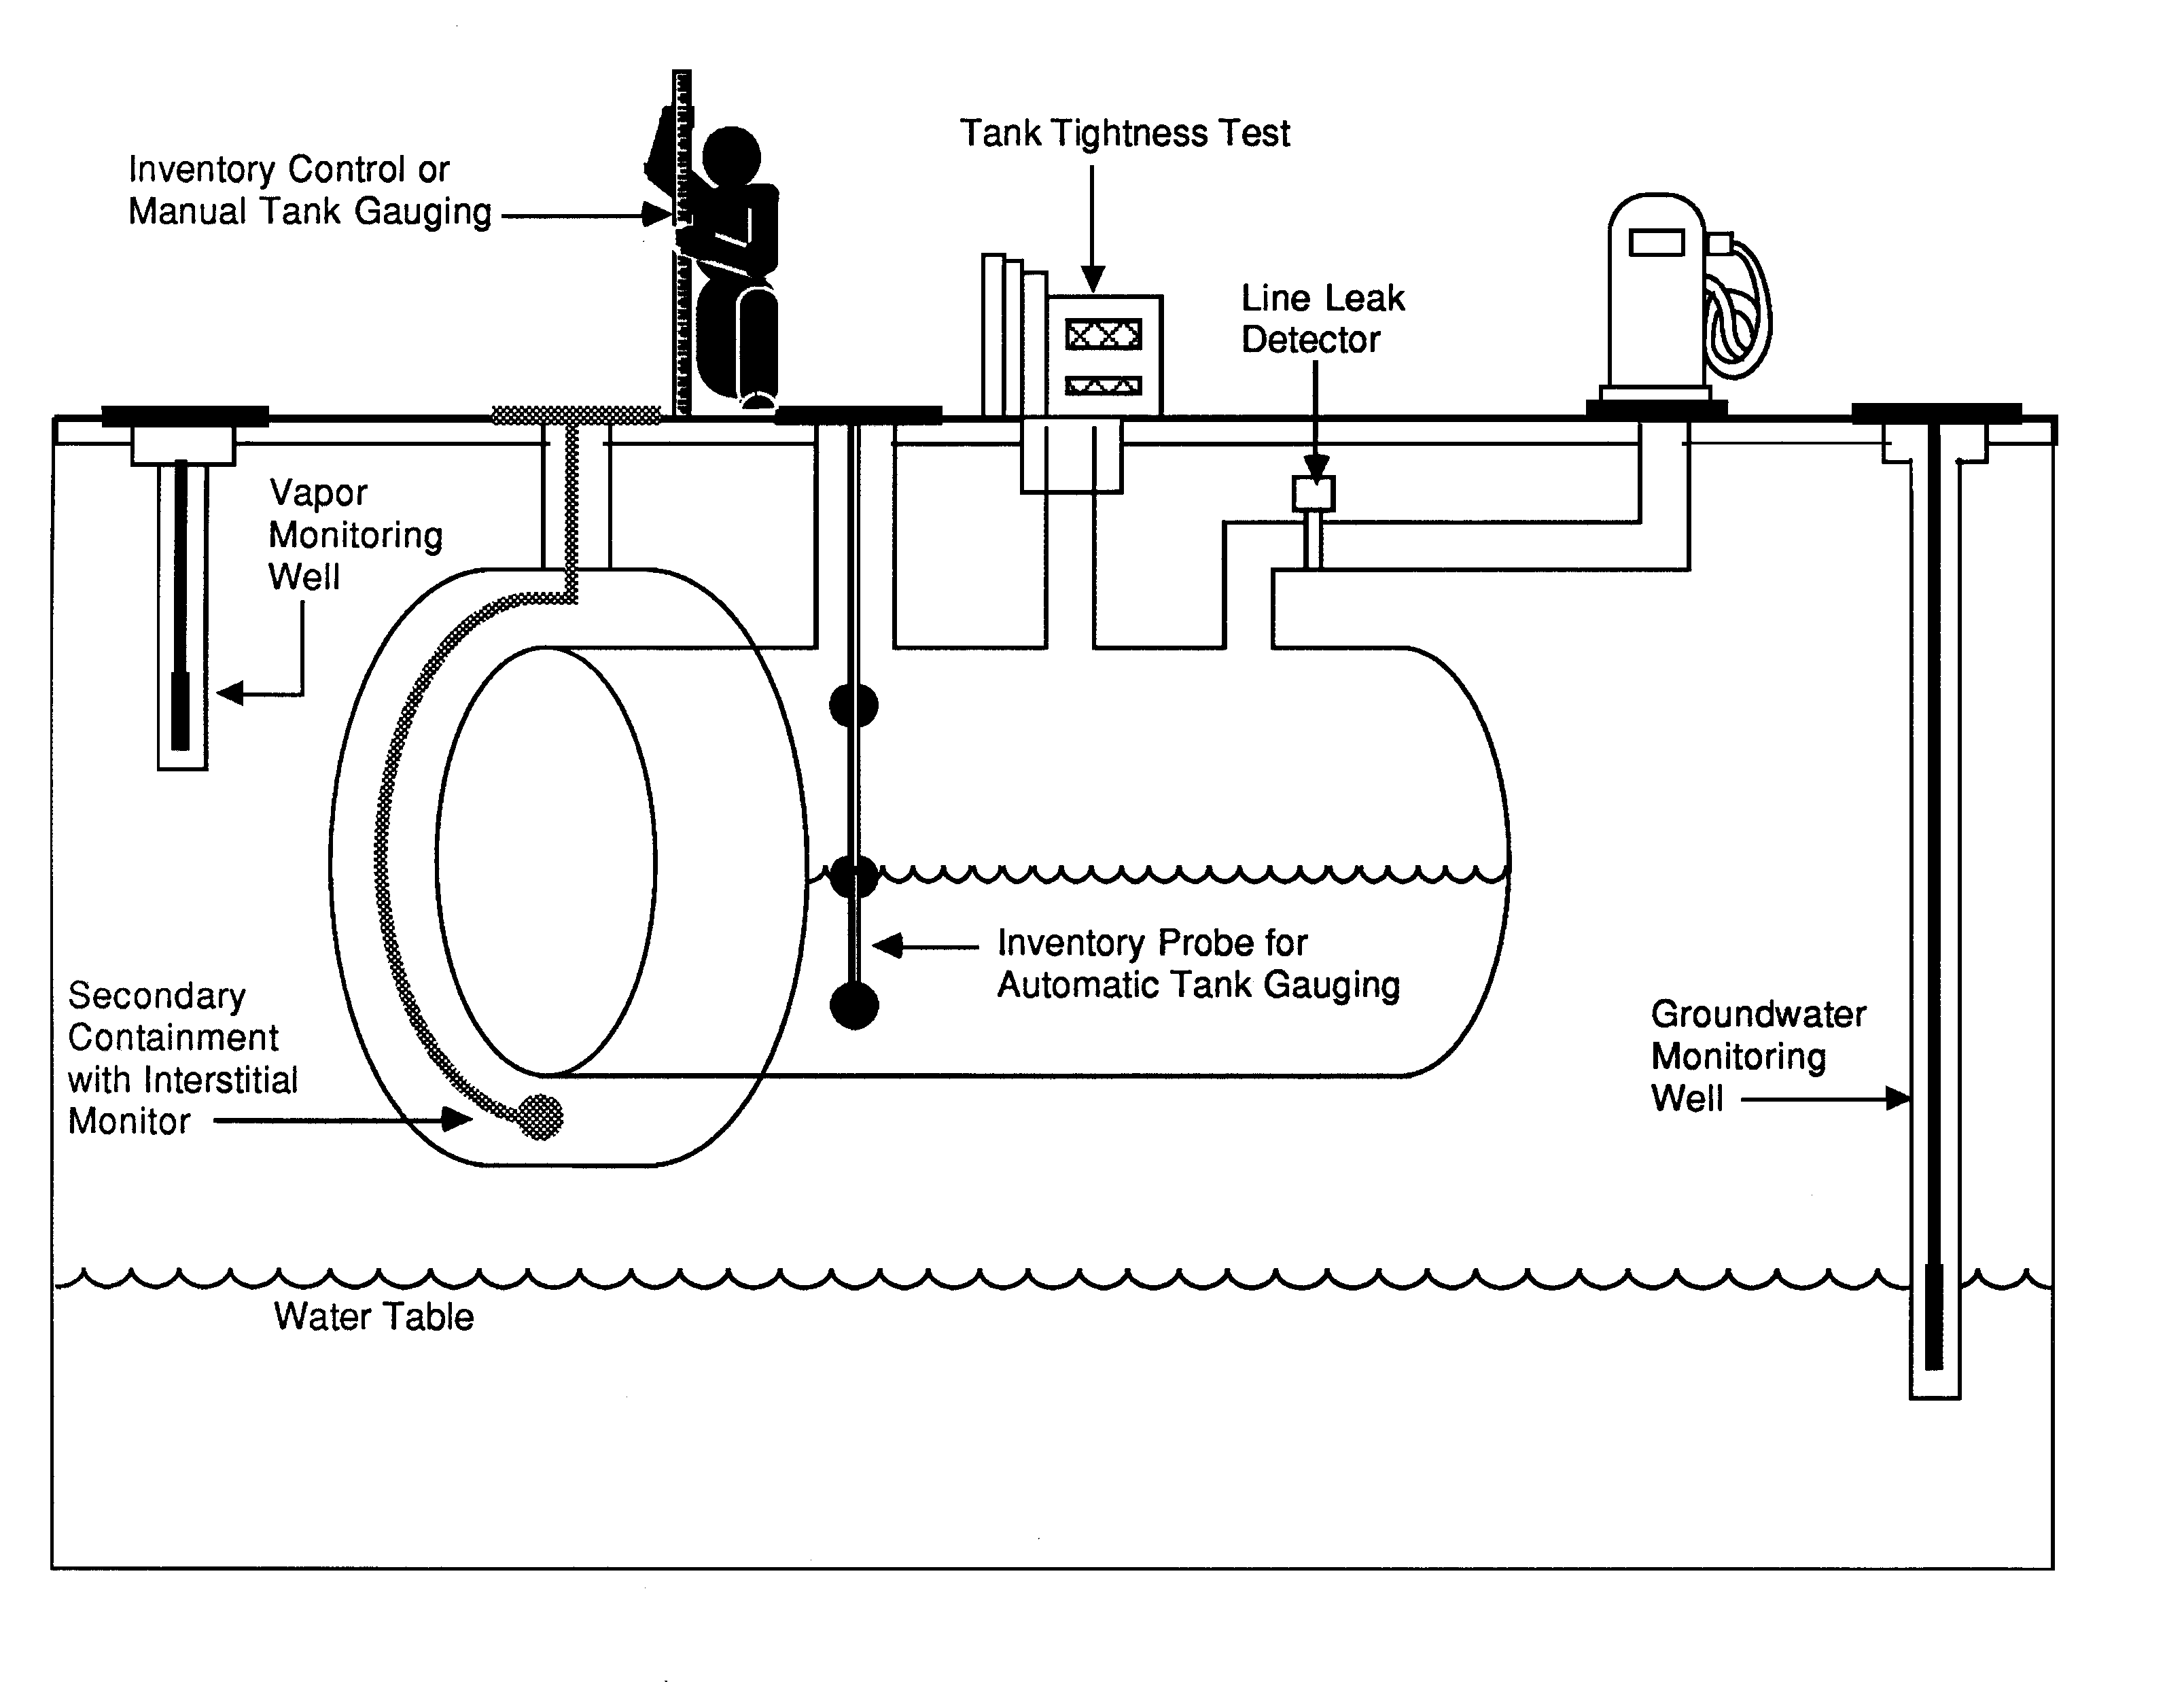 Inventory Control or
Manual Tank Gauging
Tank Tightness Test
Line Leak
Detector
Vapor
Monitoring
Well
Inventory Probe for
Automatic Tank Gauging
Secondary
Containment
with Interstitial
Monitor
Groundwater
Monitoring
Well
Water Table